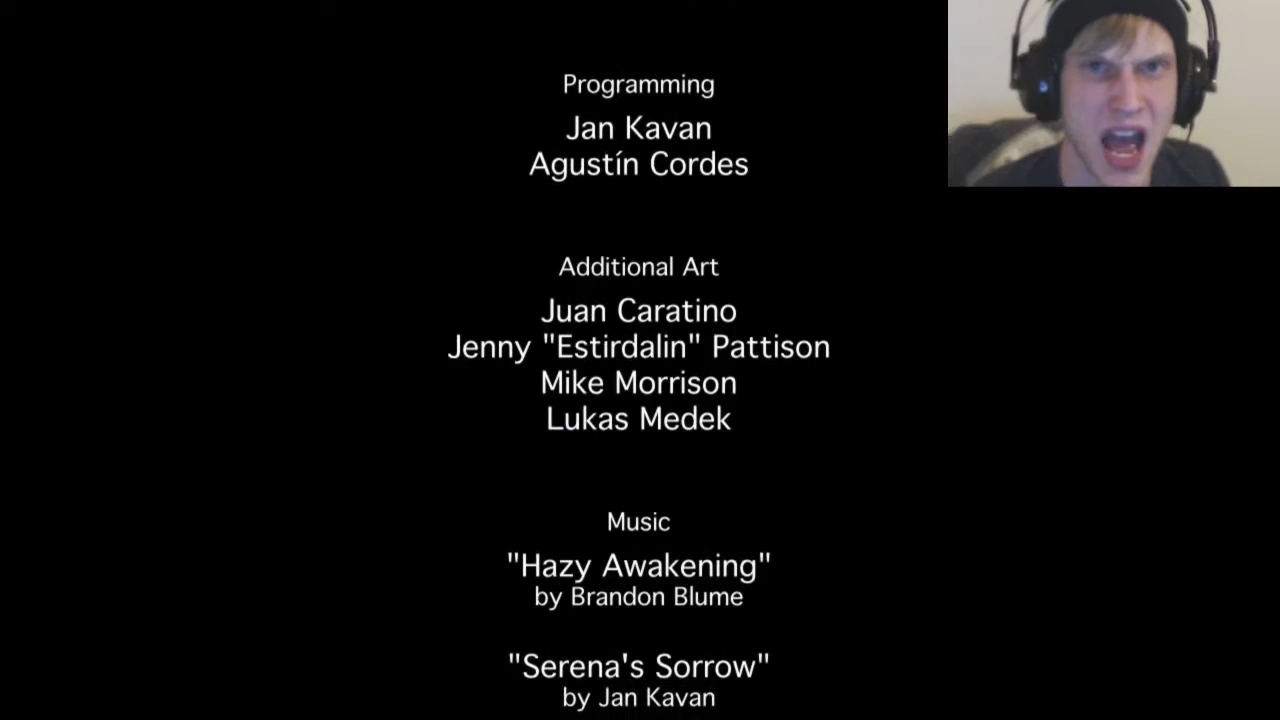 Programming
Jan Kavan
Agustín Cordes
Additional Art
Juan Caratino
Jenny "Estirdalin" Pattison
Mike Morrison
Lukas Medek
Music
"Hazy Awakening"
by Brandon Blume
"Serena's Sorrow"
by Jan Kavan